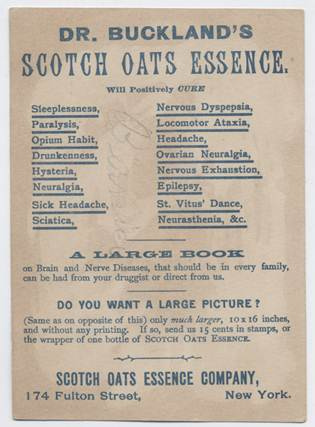 DR. BUCKLAND'S
SCOTCH OATS ESSENCE.
Will Positively CURE
Sleeplessness,
Paralysis,
Opium Habit,
Drunkenness,
Hysteria,
Neuralgia,
Sick Headache,
Sciatica,
Nervous Dyspepsia,
Locomotor Ataxia,
Headache,
Ovarian Neuralgia,
Nervous Exhaustion,
Epilepsy,
St. Vitus' Dance,
Neurasthenia, &c.
A LARGE BOOK
on Brain and Nerve Diseases, that should be in every family,
can be had from your druggist or direct from us.
DO YOU WANT A LARGE PICTURE?
(Same as on opposite of this) only much larger, 10 x 16 inches,
and without any printing. If so, send us 15 cents in stamps, or
the wrapper of one bottle of SCOTCH OATS ESSENCE.
SCOTCH OATS ESSENCE COMPANY,
174 Fulton Street, New York.